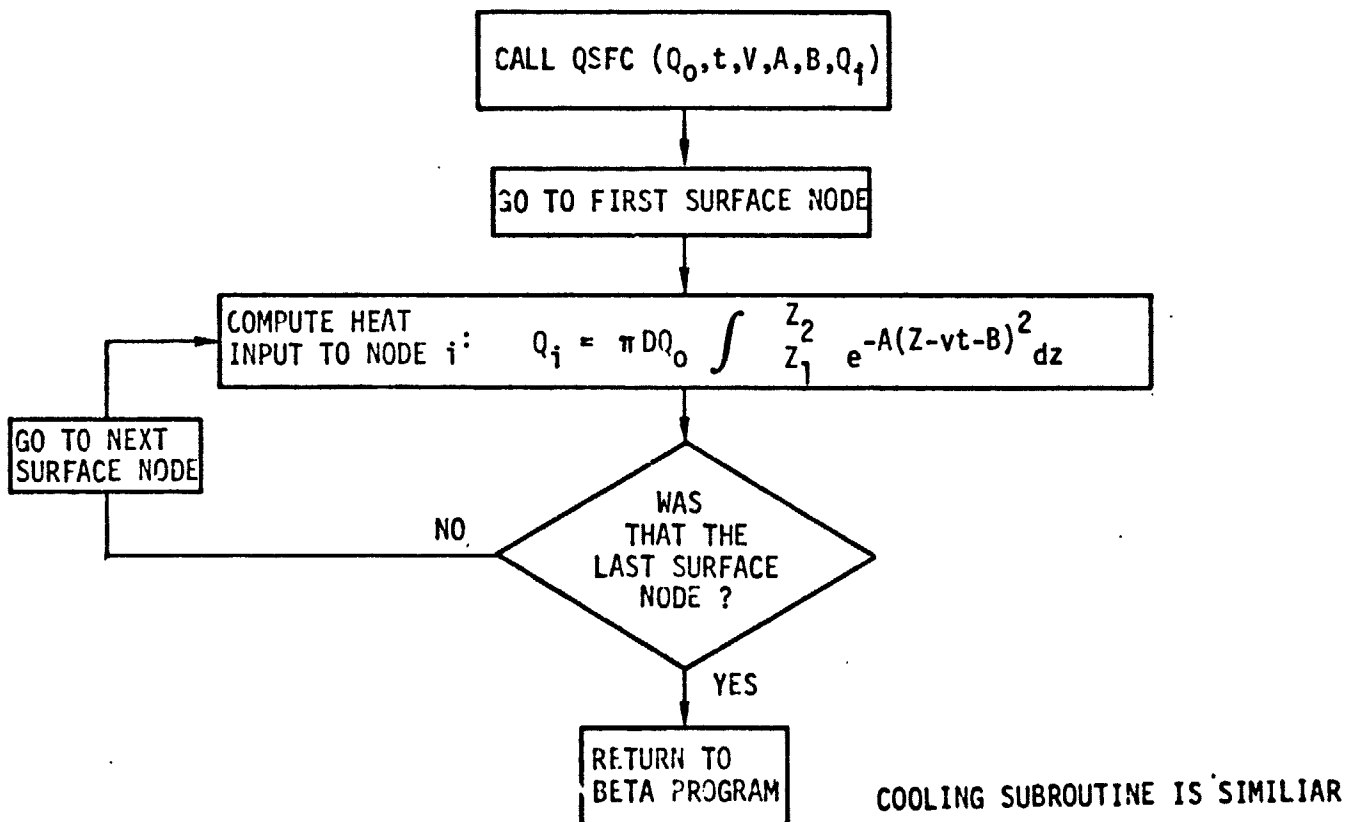 CALL QSFC (Q₀,t,V,A,B,Qᵢ)
GO TO FIRST SURFACE NODE
COMPUTE HEAT
INPUT TO NODE i: Qᵢ = π DQ₀ ∫ Z₁ Z₂ e^-A(Z-vt-B)² dz
GO TO NEXT
SURFACE NODE
NO
WAS
THAT THE
LAST SURFACE
NODE ?
YES
RETURN TO
BETA PROGRAM
COOLING SUBROUTINE IS SIMILIAR